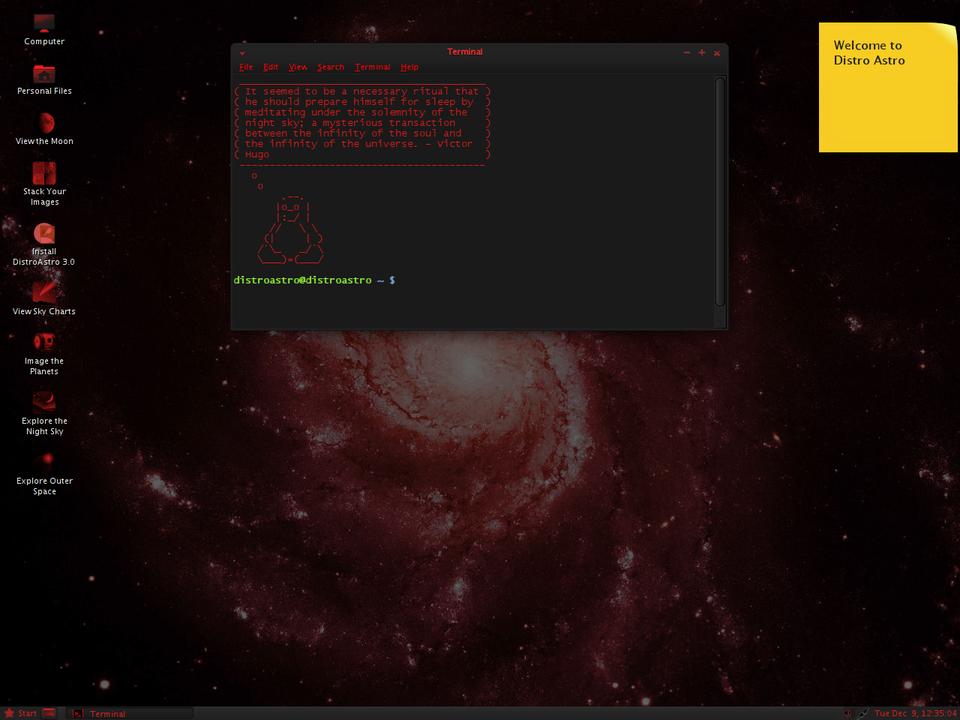 Computer
Personal Files
View the Moon
Stack Your
Images
Install
DistroAstro 3.0
View Sky Charts
Image the
Planets
Explore the
Night Sky
Explore Outer
Space
Terminal
File Edit View Search Terminal Help
( It seemed to be a necessary ritual that )
( he should prepare himself for sleep by )
( meditating under the solemnity of the )
( night sky; a mysterious transaction )
( between the infinity of the soul and )
( the infinity of the universe. - Victor )
( Hugo )
distroastro@distroastro ~ $
Welcome to
Distro Astro
Start
Terminal
Tue Dec 9, 12:35:04